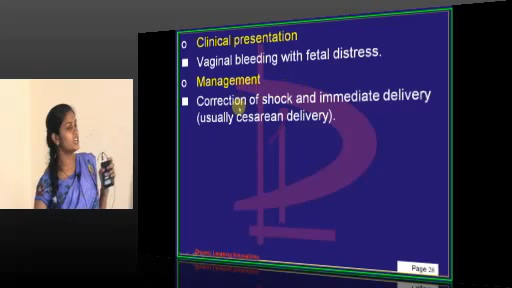 Clinical presentation
Vaginal bleeding with fetal distress.
Management
Correction of shock and immediate delivery
(usually cesarean delivery).
Page 26